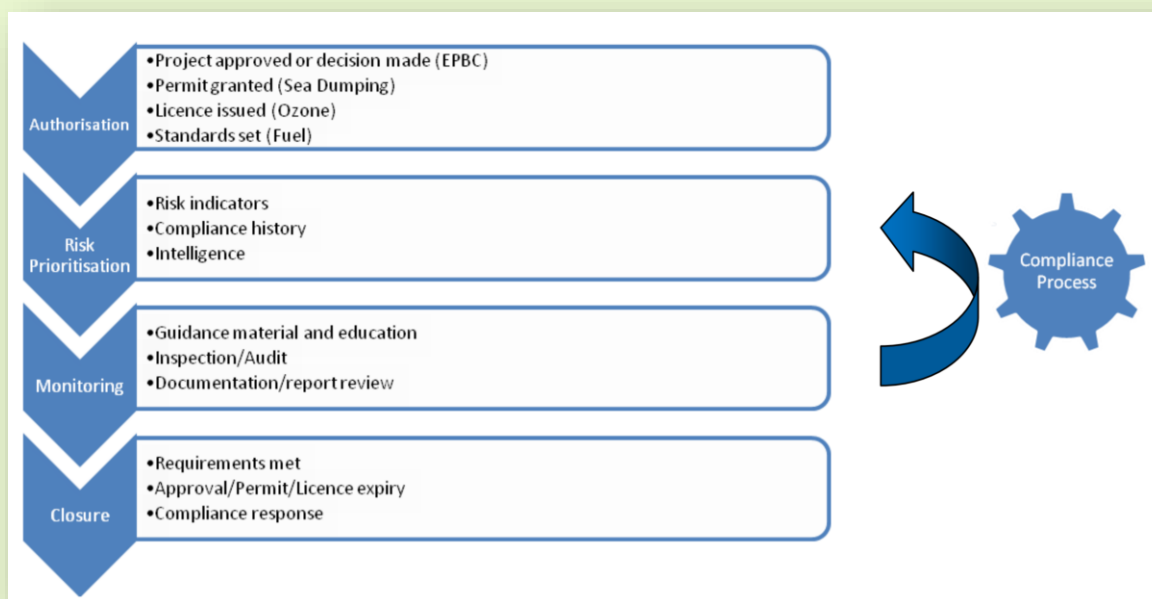 Authorisation
•Project approved or decision made (EPBC)
•Permit granted (Sea Dumping)
•Licence issued (Ozone)
•Standards set (Fuel)
Risk
Prioritisation
•Risk indicators
•Compliance history
•Intelligence
Monitoring
•Guidance material and education
•Inspection/Audit
•Documentation/report review
Closure
•Requirements met
•Approval/Permit/Licence expiry
•Compliance response
Compliance
Process